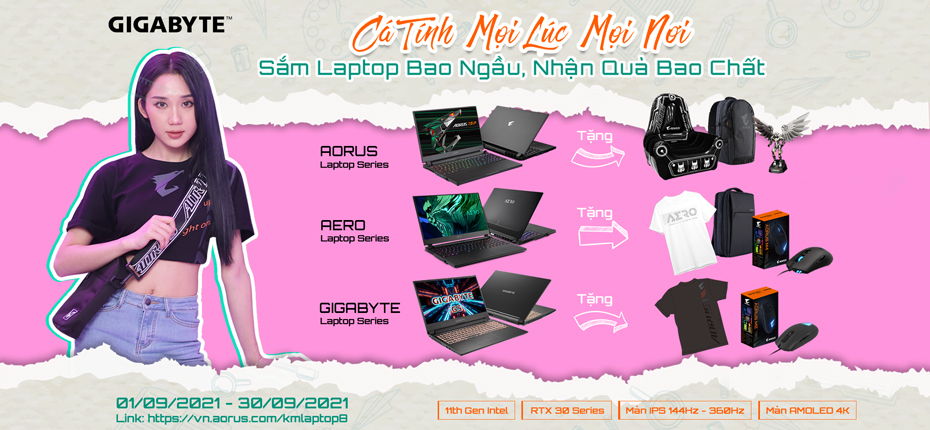 GIGABYTE™
Cá Tính Mọi Lúc Mọi Nơi
Sắm Laptop Bao Ngầu, Nhận Quà Bao Chất
AORUS
Laptop Series
Tặng
AERO
Laptop Series
Tặng
AERO
GIGABYTE
Laptop Series
Tặng
GIGABYTE
01/09/2021 - 30/09/2021
Link: https://vn.aorus.com/kmlaptop8
11th Gen Intel
RTX 30 Series
Màn IPS 144Hz - 360Hz
Màn AMOLED 4K